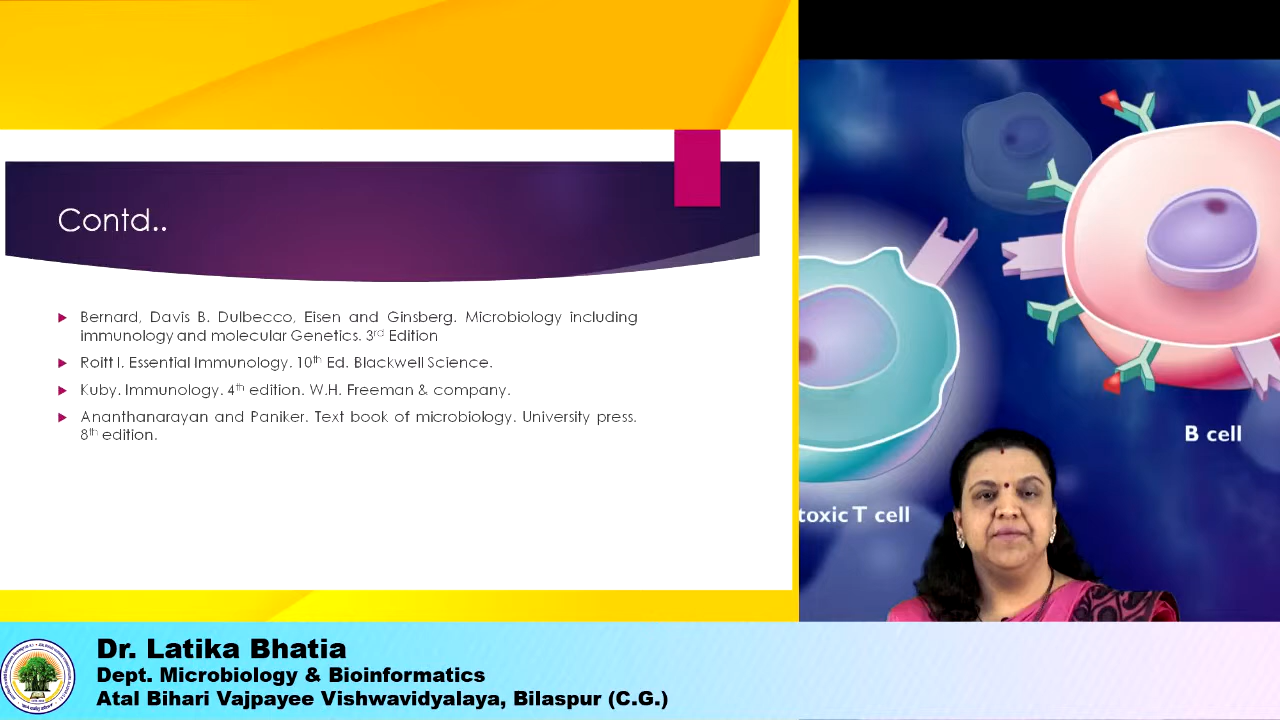 Contd..
Bernard, Davis B. Dulbecco, Eisen and Ginsberg. Microbiology including
immunology and molecular Genetics. 3rd Edition
Roitt I. Essential Immunology. 10th Ed. Blackwell Science.
Kuby. Immunology. 4th edition. W.H. Freeman & company.
Ananthanarayan and Paniker. Text book of microbiology. University press.
8th edition.
B cell
toxic T cell
Dr. Latika Bhatia
Dept. Microbiology & Bioinformatics
Atal Bihari Vajpayee Vishwavidyalaya, Bilaspur (C.G.)